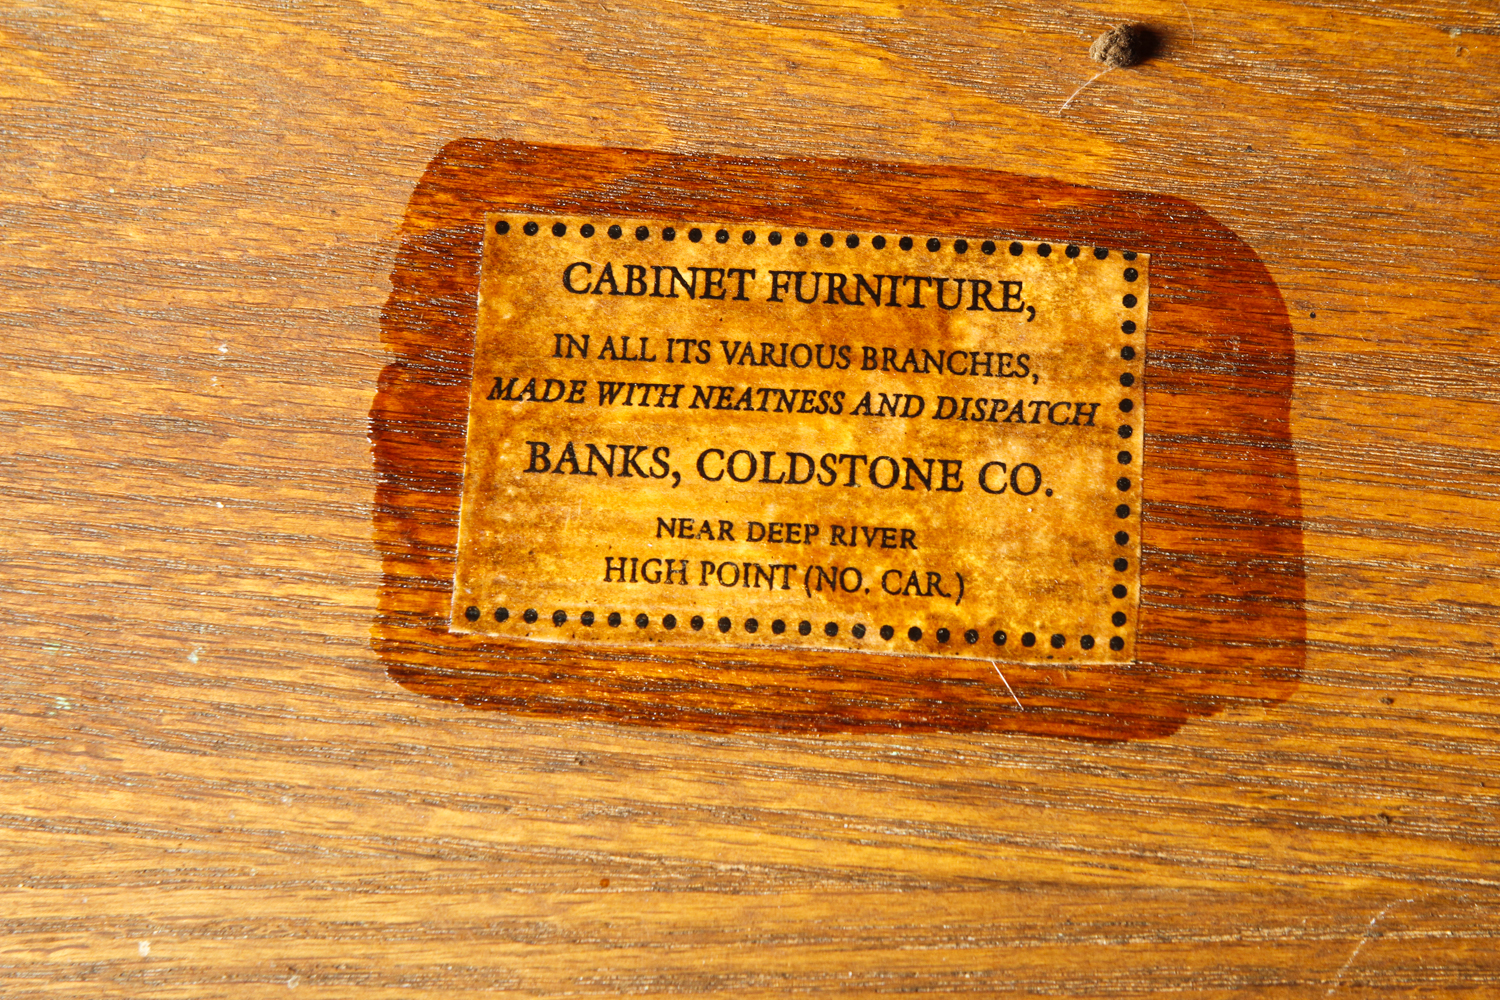 CABINET FURNITURE,
IN ALL ITS VARIOUS BRANCHES,
MADE WITH NEATNESS AND DISPATCH
BANKS, COLDSTONE CO.
NEAR DEEP RIVER
HIGH POINT (NO. CAR.)